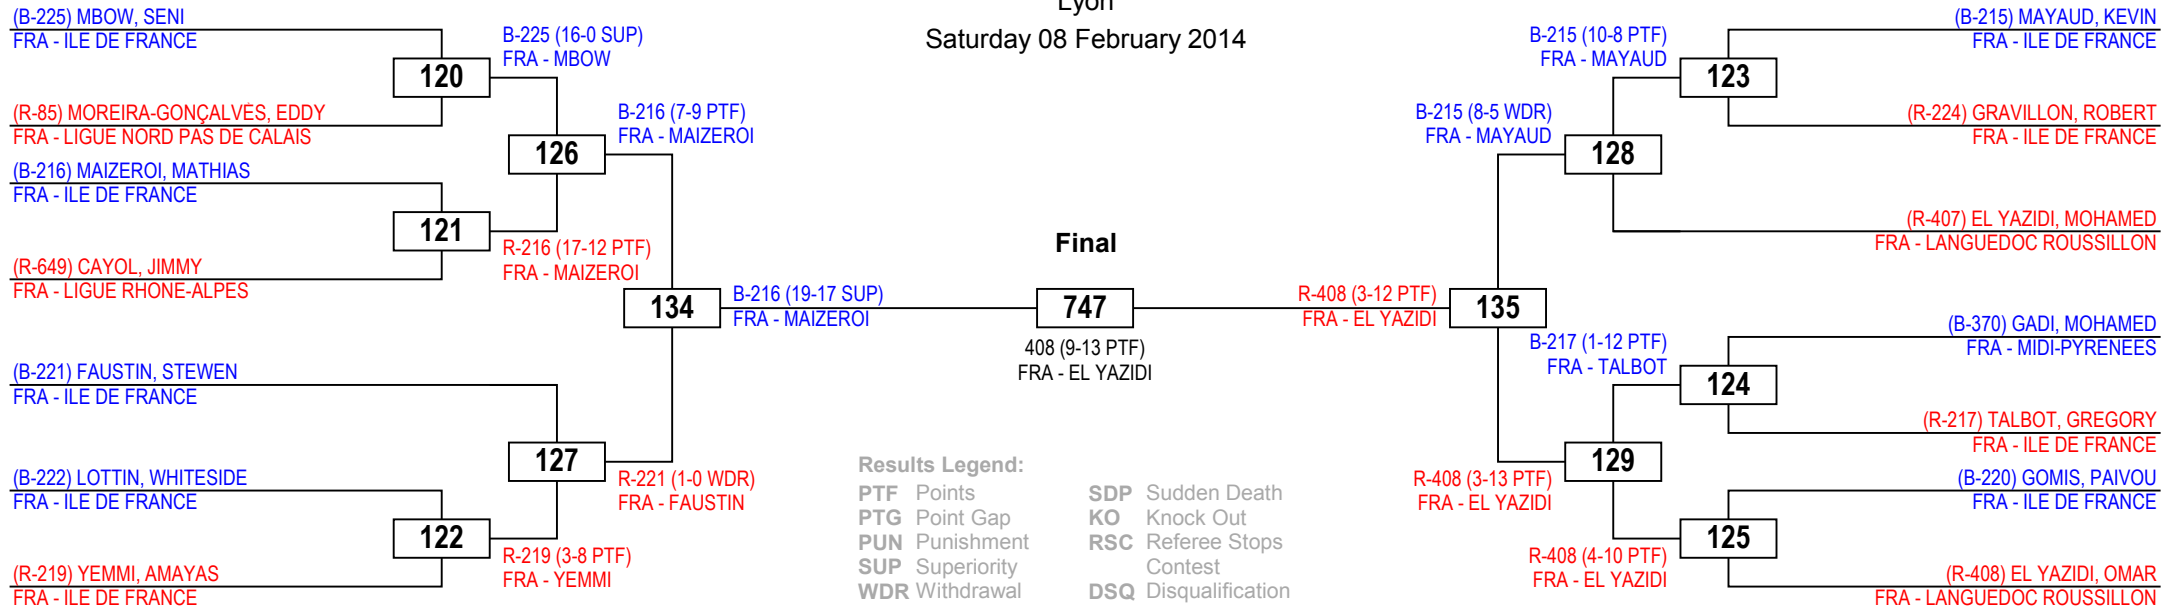 Lyon
Saturday 08 February 2014
(B-225) MBOW, SENI
FRA - ILE DE FRANCE
120
(R-85) MOREIRA-GONÇALVÈS, EDDY
FRA - LIGUE NORD PAS DE CALAIS
B-225 (16-0 SUP)
FRA - MBOW
(B-216) MAIZEROI, MATHIAS
FRA - ILE DE FRANCE
121
(R-649) CAYOL, JIMMY
FRA - LIGUE RHONE-ALPES
R-216 (17-12 PTF)
FRA - MAIZEROI
126
B-216 (7-9 PTF)
FRA - MAIZEROI
(B-221) FAUSTIN, STEWEN
FRA - ILE DE FRANCE
127
(B-222) LOTTIN, WHITESIDE
FRA - ILE DE FRANCE
122
(R-219) YEMMI, AMAYAS
FRA - ILE DE FRANCE
R-219 (3-8 PTF)
FRA - YEMMI
R-221 (1-0 WDR)
FRA - FAUSTIN
134
B-216 (19-17 SUP)
FRA - MAIZEROI
Final
747
408 (9-13 PTF)
FRA - EL YAZIDI
R-408 (3-12 PTF)
FRA - EL YAZIDI
135
B-215 (8-5 WDR)
FRA - MAYAUD
128
B-215 (10-8 PTF)
FRA - MAYAUD
123
(B-215) MAYAUD, KEVIN
FRA - ILE DE FRANCE
(R-224) GRAVILLON, ROBERT
FRA - ILE DE FRANCE
(R-407) EL YAZIDI, MOHAMED
FRA - LANGUEDOC ROUSSILLON
B-217 (1-12 PTF)
FRA - TALBOT
124
(B-370) GADI, MOHAMED
FRA - MIDI-PYRENEES
(R-217) TALBOT, GREGORY
FRA - ILE DE FRANCE
129
R-408 (3-13 PTF)
FRA - EL YAZIDI
(B-220) GOMIS, PAIVOU
FRA - ILE DE FRANCE
125
R-408 (4-10 PTF)
FRA - EL YAZIDI
(R-408) EL YAZIDI, OMAR
FRA - LANGUEDOC ROUSSILLON
Results Legend:
PTF Points
PTG Point Gap
PUN Punishment
SUP Superiority
WDR Withdrawal
SDP Sudden Death
KO Knock Out
RSC Referee Stops
Contest
DSQ Disqualification